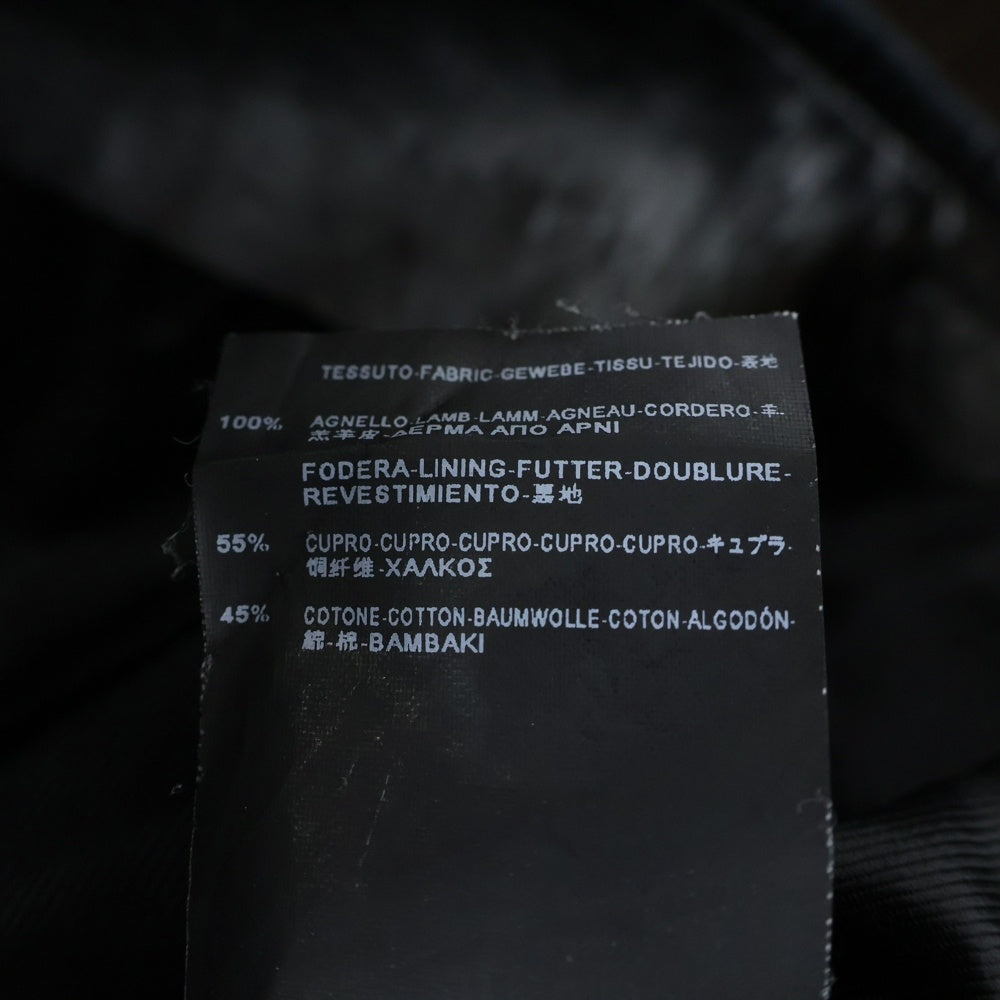 TESSUTO-FABRIC-GEWEBE-TISSU-TEJIDO-表地
100% AGNELLO-LAMB-LAMM-AGNEAU-CORDERO-羊-
羔羊皮-ΔΕΡΜΑ ΑΠΟ ΑΡΝΙ
FODERA-LINING-FUTTER-DOUBLURE-
REVESTIMIENTO-裏地
55% CUPRO-CUPRO-CUPRO-CUPRO-CUPRO-キュプラ-
铜纤维-ΧΑΛΚΟΣ
45% COTONE-COTTON-BAUMWOLLE-COTON-ALGODÓN-
綿-棉-BAMBAKI